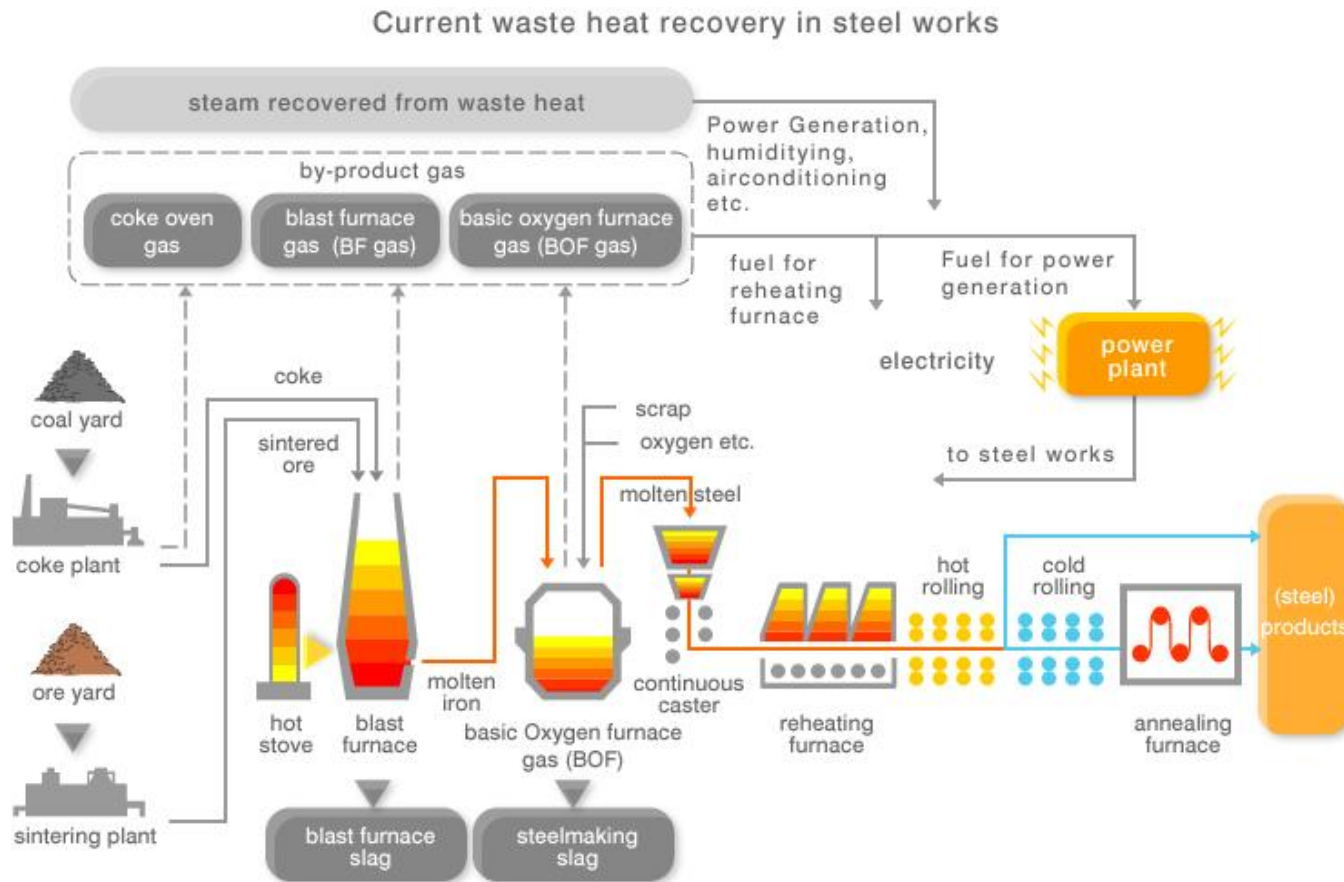 Current waste heat recovery in steel works
steam recovered from waste heat
Power Generation,
humiditying,
airconditioning
etc.
by-product gas
coke oven
gas
blast furnace
gas (BF gas)
basic oxygen furnace
gas (BOF gas)
fuel for
reheating
furnace
Fuel for power
generation
electricity
power
plant
to steel works
coal yard
coke plant
coke
sintered
ore
scrap
oxygen etc.
molten steel
ore yard
sintering plant
hot
stove
blast
furnace
molten
iron
basic Oxygen furnace
gas (BOF)
continuous
caster
reheating
furnace
hot
rolling
cold
rolling
annealing
furnace
(steel)
products
blast furnace
slag
steelmaking
slag